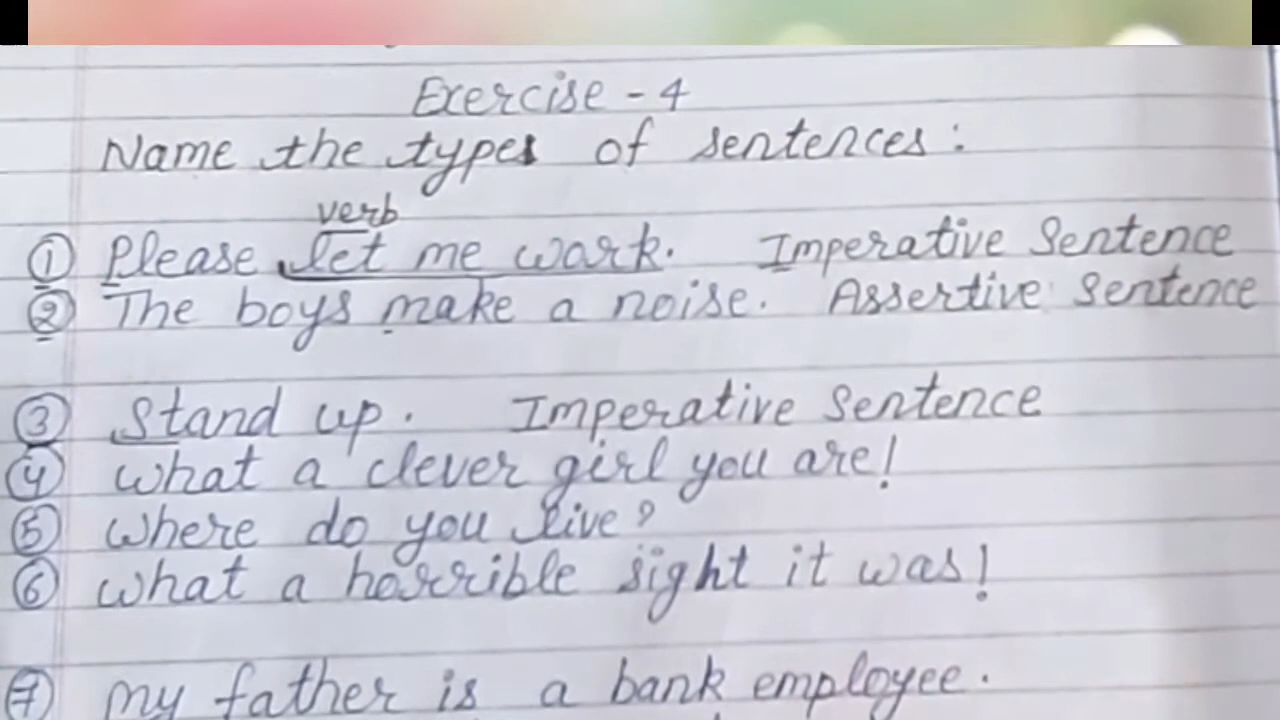 Exercise - 4
Name the types of sentences:
verb
① Please let me work. Imperative Sentence
② The boys make a noise. Assertive Sentence
③ Stand up. Imperative Sentence
④ What a clever girl you are!
⑤ Where do you live?
⑥ What a horrible sight it was!
⑦ My father is a bank employee.